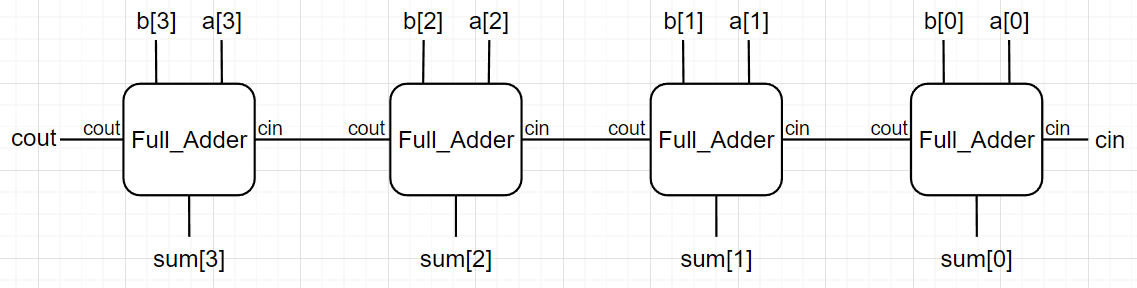 b[3] a[3] b[2] a[2] b[1] a[1] b[0] a[0]
cout cout Full_Adder cin cout Full_Adder cin cout Full_Adder cin cout Full_Adder cin cin
sum[3] sum[2] sum[1] sum[0]